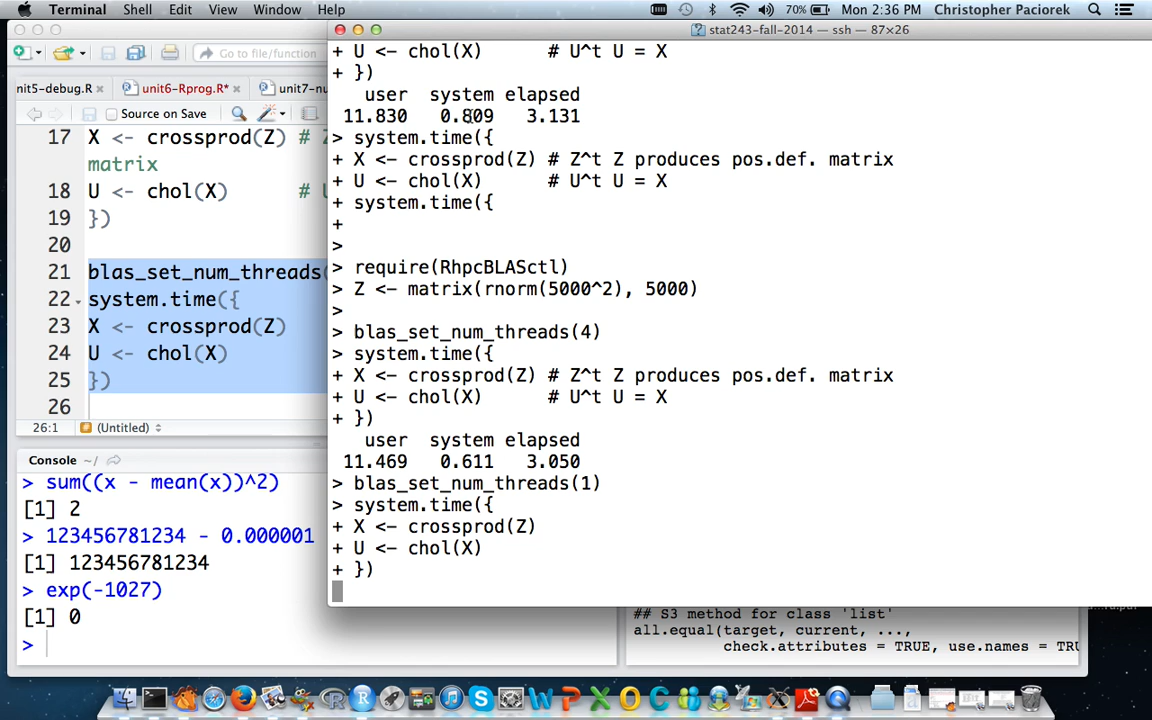 Terminal Shell Edit View Window Help 70% Mon 2:36 PM Christopher Paciorek
stat243-fall-2014 — ssh — 87×26
Go to file/function
nit5-debug.R unit6-Rprog.R* unit7-nu
Source on Save
17 X <- crossprod(Z) # Z
matrix
18 U <- chol(X) # U
19 })
20
21 blas_set_num_threads(
22 system.time({
23 X <- crossprod(Z)
24 U <- chol(X)
25 })
26
26:1 (Untitled)
Console ~/
> sum((x - mean(x))^2)
[1] 2
> 123456781234 - 0.000001
[1] 123456781234
> exp(-1027)
[1] 0
>
+ U <- chol(X) # U^t U = X
+ })
user system elapsed
11.830 0.809 3.131
> system.time({
+ X <- crossprod(Z) # Z^t Z produces pos.def. matrix
+ U <- chol(X) # U^t U = X
+ system.time({
+
>
> require(RhpcBLASctl)
> Z <- matrix(rnorm(5000^2), 5000)
>
> blas_set_num_threads(4)
> system.time({
+ X <- crossprod(Z) # Z^t Z produces pos.def. matrix
+ U <- chol(X) # U^t U = X
+ })
user system elapsed
11.469 0.611 3.050
> blas_set_num_threads(1)
> system.time({
+ X <- crossprod(Z)
+ U <- chol(X)
+ })
## S3 method for class 'list'
all.equal(target, current, ...,
check.attributes = TRUE, use.names = TRU